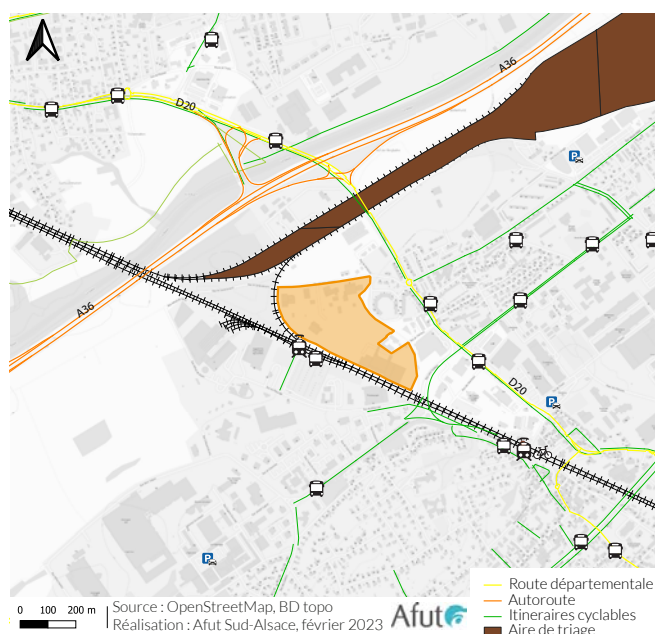 A36
D20
A36
D20
P
P
P
Route départementale
Autoroute
Itineraires cyclables
Aire de triage
0 100 200 m
Source : OpenStreetMap, BD topo
Réalisation : Afut Sud-Alsace, février 2023
Afut